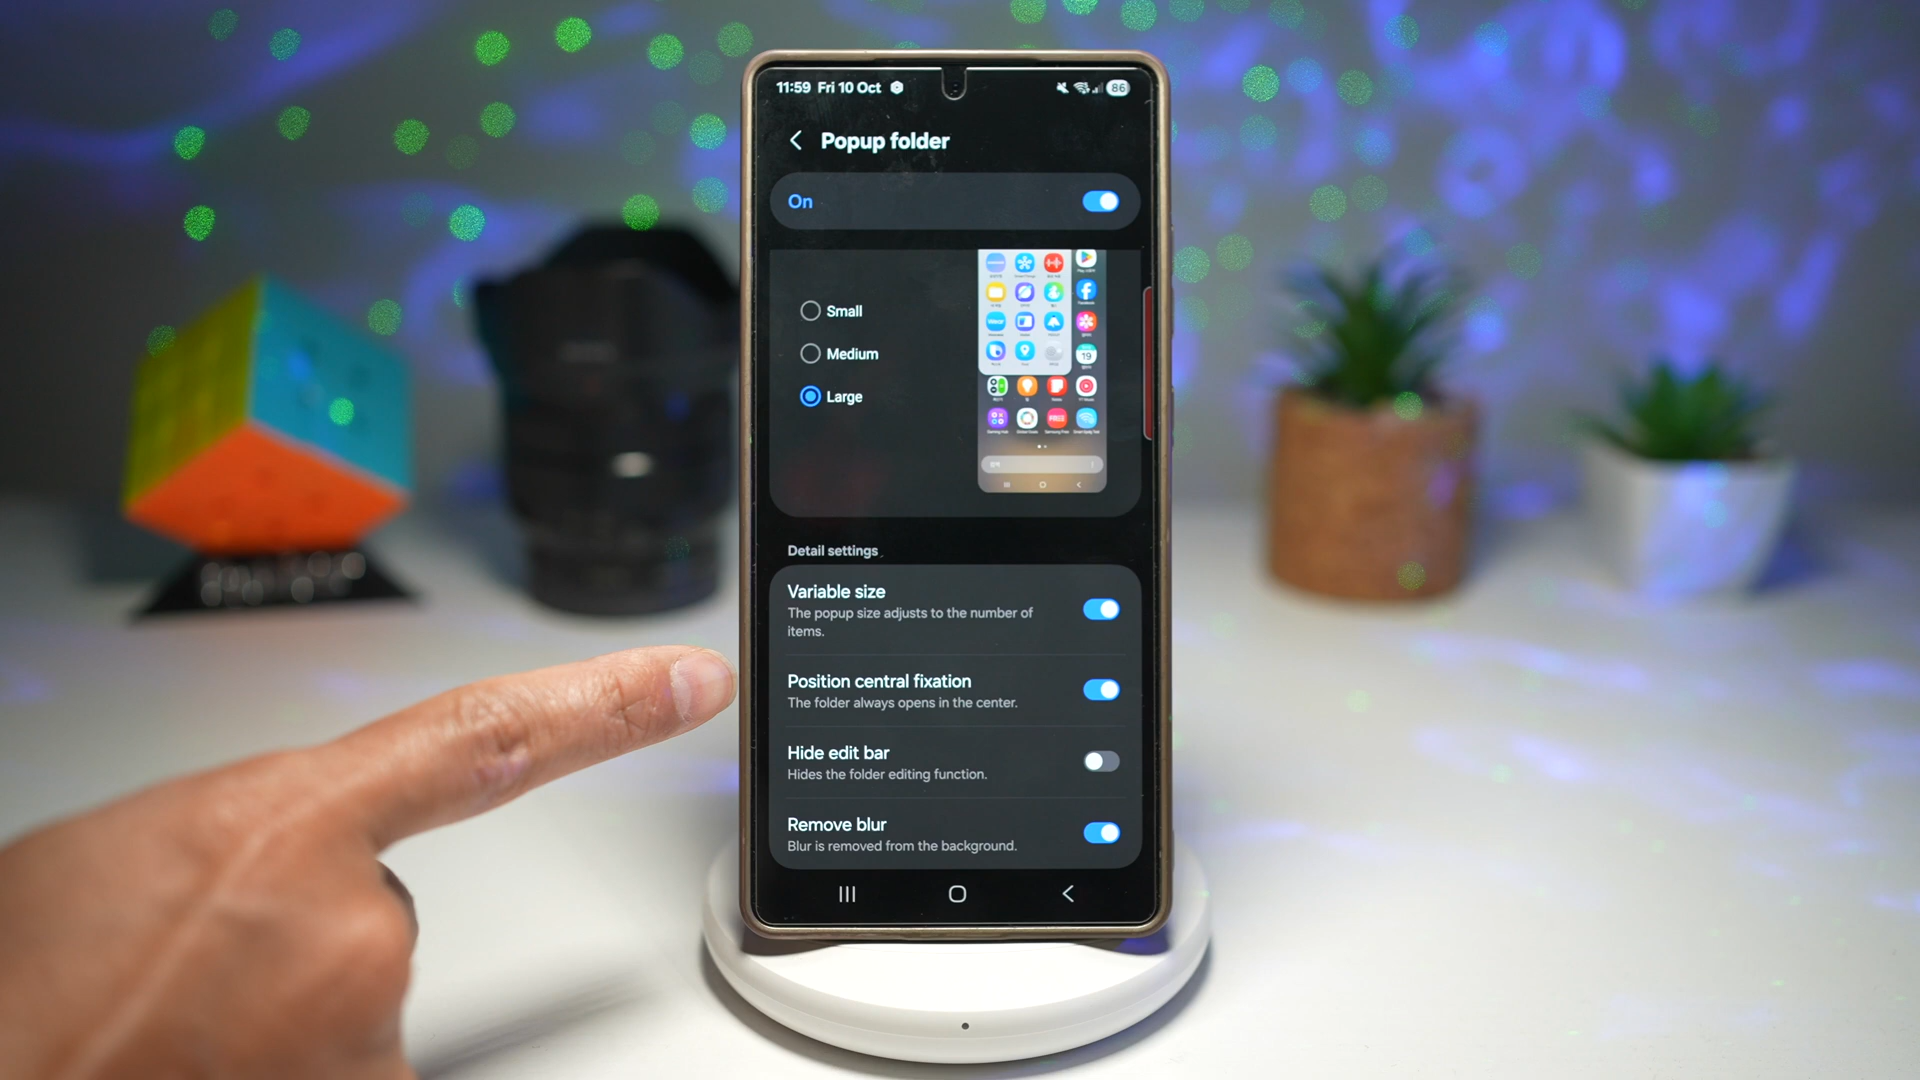 11:59 Fri 10 Oct
86
Popup folder
On
Small
Medium
Large
19
Detail settings
Variable size
The popup size adjusts to the number of
items.
Position central fixation
The folder always opens in the center.
Hide edit bar
Hides the folder editing function.
Remove blur
Blur is removed from the background.